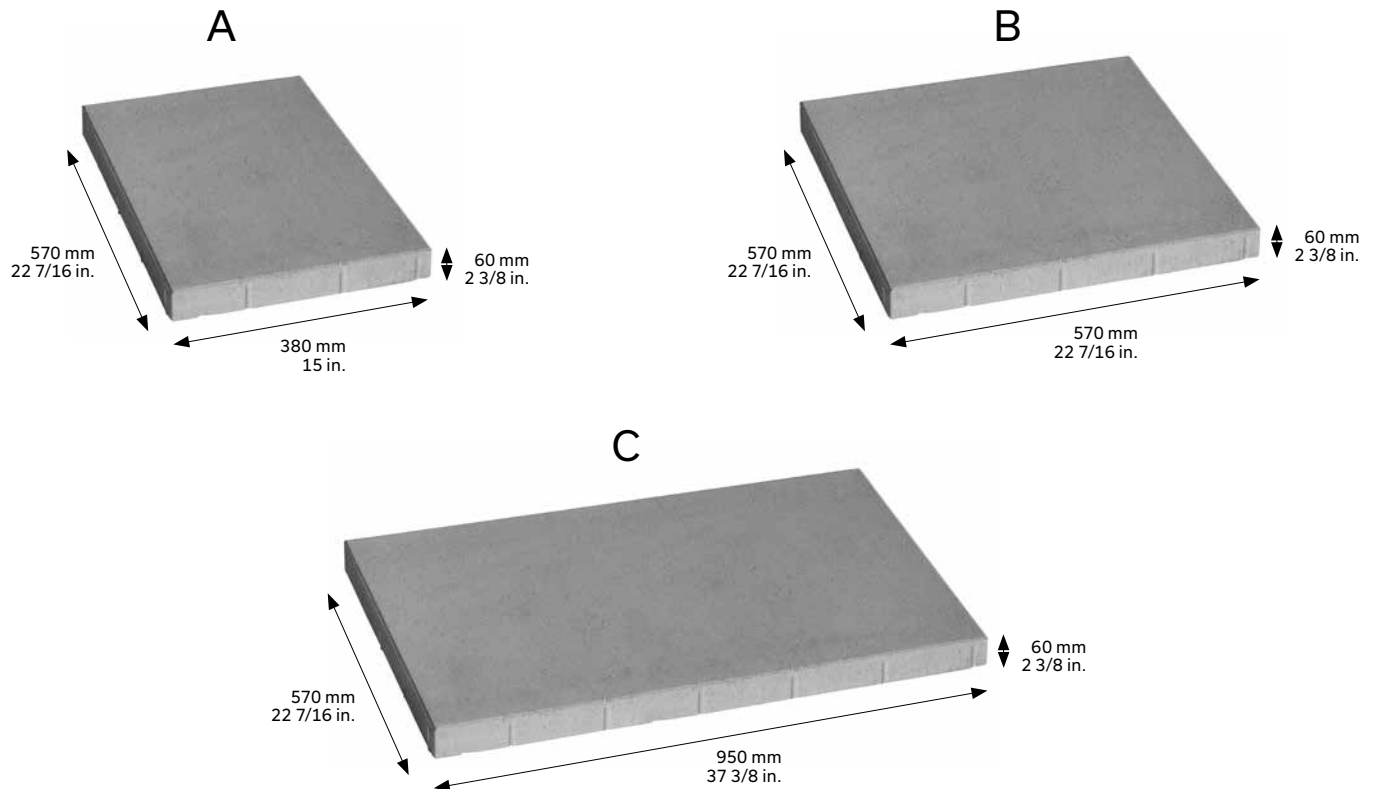 A
570 mm
22 7/16 in.
60 mm
2 3/8 in.
380 mm
15 in.
B
570 mm
22 7/16 in.
60 mm
2 3/8 in.
570 mm
22 7/16 in.
C
570 mm
22 7/16 in.
60 mm
2 3/8 in.
950 mm
37 3/8 in.